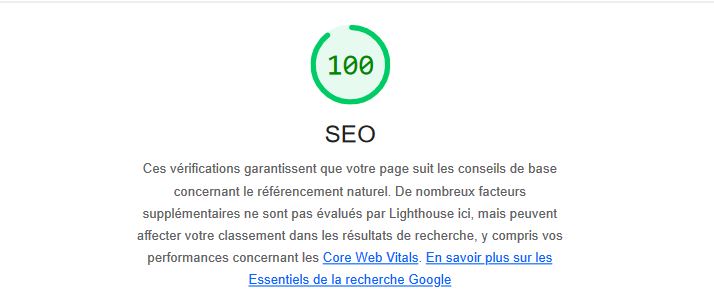 100
SEO
Ces vérifications garantissent que votre page suit les conseils de base
concernant le référencement naturel. De nombreux facteurs
supplémentaires ne sont pas évalués par Lighthouse ici, mais peuvent
affecter votre classement dans les résultats de recherche, y compris vos
performances concernant les Core Web Vitals. En savoir plus sur les
Essentiels de la recherche Google